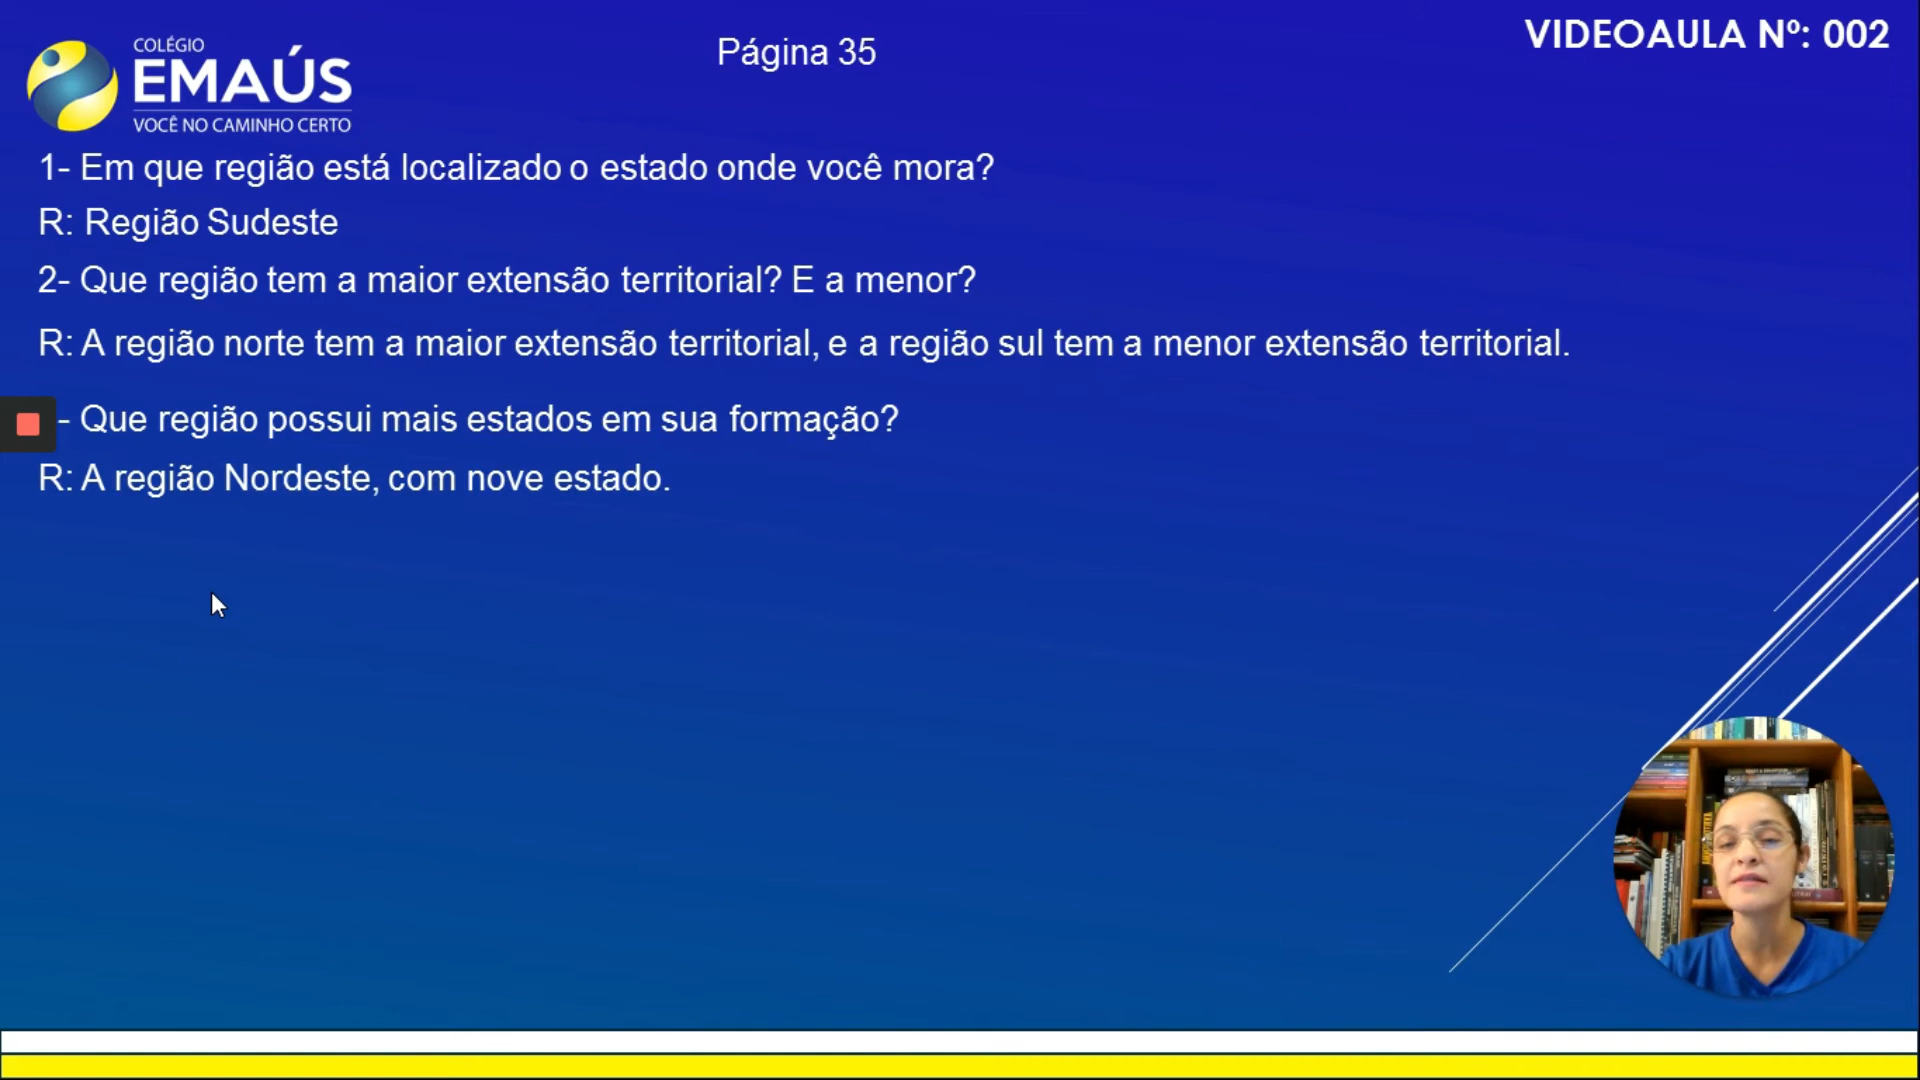 COLÉGIO
EMAÚS
VOCÊ NO CAMINHO CERTO
Página 35
VIDEOAULA Nº: 002
1- Em que região está localizado o estado onde você mora?
R: Região Sudeste
2- Que região tem a maior extensão territorial? E a menor?
R: A região norte tem a maior extensão territorial, e a região sul tem a menor extensão territorial.
- Que região possui mais estados em sua formação?
R: A região Nordeste, com nove estado.